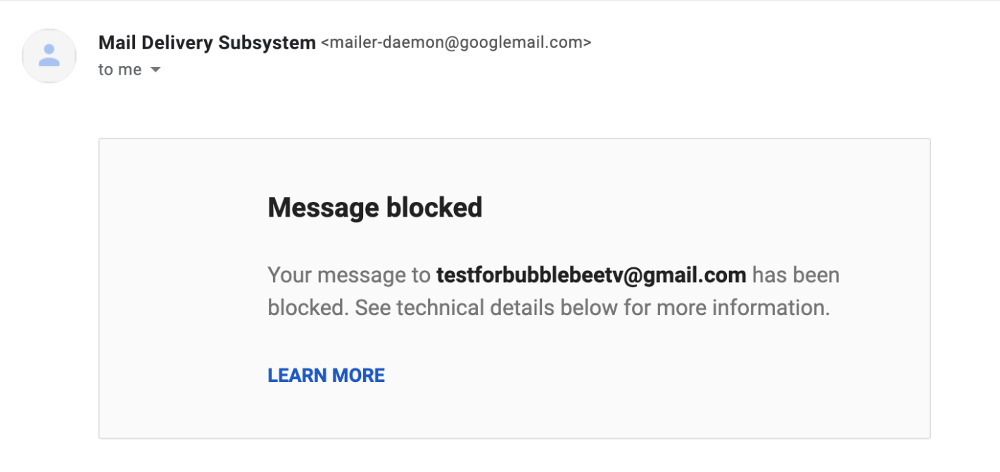 Mail Delivery Subsystem <mailer-daemon@googlemail.com>
to me
Message blocked
Your message to testforbubblebeetv@gmail.com has been
blocked. See technical details below for more information.
LEARN MORE